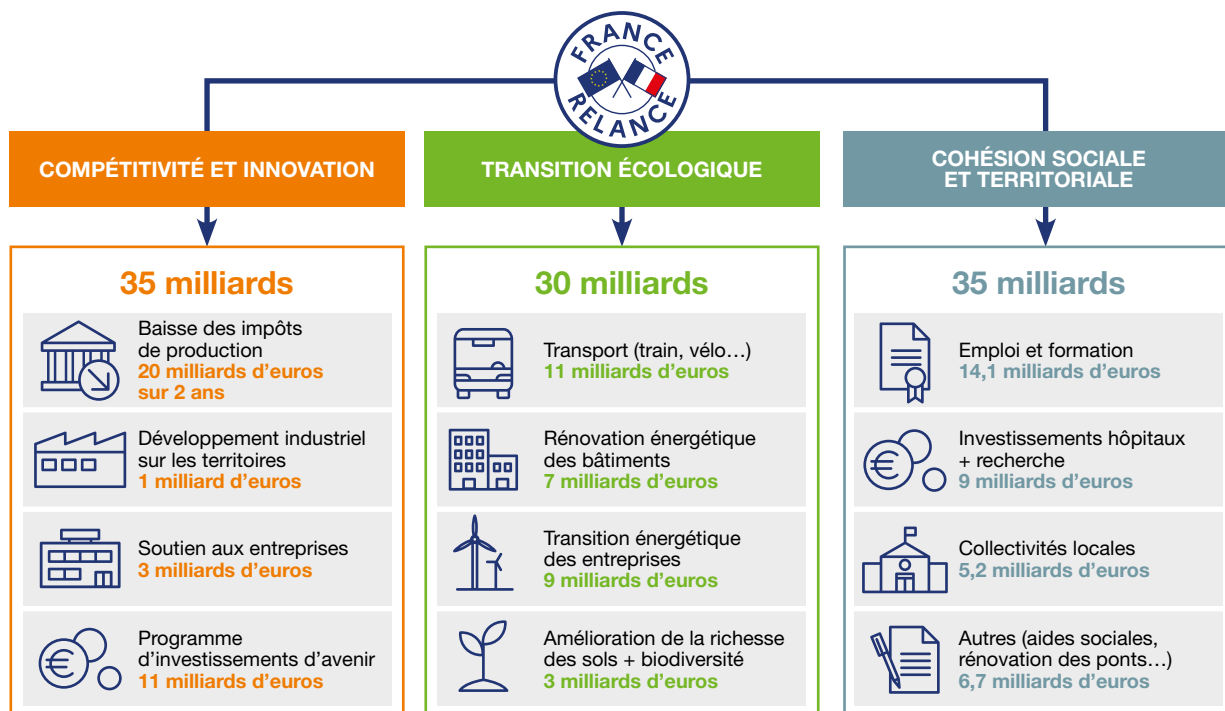 FRANCE
RELANCE
COMPÉTITIVITÉ ET INNOVATION
35 milliards
Baisse des impôts
de production
20 milliards d’euros
sur 2 ans
Développement industriel
sur les territoires
1 milliard d’euros
Soutien aux entreprises
3 milliards d’euros
Programme
d’investissements d’avenir
11 milliards d’euros
TRANSITION ÉCOLOGIQUE
30 milliards
Transport (train, vélo…)
11 milliards d’euros
Rénovation énergétique
des bâtiments
7 milliards d’euros
Transition énergétique
des entreprises
9 milliards d’euros
Amélioration de la richesse
des sols + biodiversité
3 milliards d’euros
COHÉSION SOCIALE
ET TERRITORIALE
35 milliards
Emploi et formation
14,1 milliards d’euros
Investissements hôpitaux
+ recherche
9 milliards d’euros
Collectivités locales
5,2 milliards d’euros
Autres (aides sociales,
rénovation des ponts…)
6,7 milliards d’euros